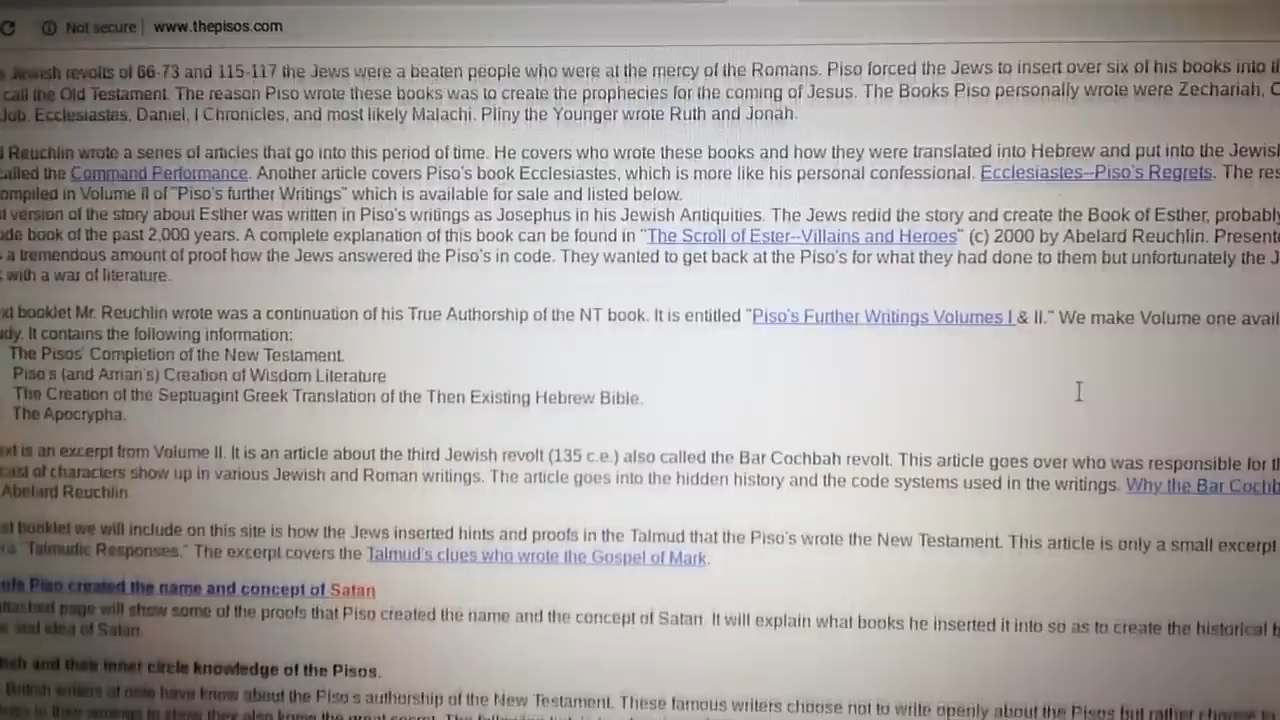 Not secure | www.thepisos.com
Jewish revolts of 66-73 and 115-117 the Jews were a beaten people who were at the mercy of the Romans. Piso forced the Jews to insert over six of his books into
call the Old Testament. The reason Piso wrote these books was to create the prophecies for the coming of Jesus. The Books Piso personally wrote were Zechariah,
Job, Ecclesiastas, Daniel, I Chronicles, and most likely Malachi. Pliny the Younger wrote Ruth and Jonah.
Reuchlin wrote a series of articles that go into this period of time. He covers who wrote these books and how they were translated into Hebrew and put into the Jewish
called the Command Performance. Another article covers Piso's book Ecclesiastes, which is more like his personal confessional. Ecclesiastes--Piso's Regrets. The res
ompiled in Volume II of "Piso's further Writings" which is available for sale and listed below.
version of the story about Esther was written in Piso's writings as Josephus in his Jewish Antiquities. The Jews redid the story and create the Book of Esther, probably
de book of the past 2,000 years. A complete explanation of this book can be found in "The Scroll of Ester--Villains and Heroes" (c) 2000 by Abelard Reuchlin. Present
a tremendous amount of proof how the Jews answered the Piso's in code. They wanted to get back at the Piso's for what they had done to them but unfortunately the J
with a war of literature.
xt booklet Mr. Reuchlin wrote was a continuation of his True Authorship of the NT book. It is entitled "Piso's Further Writings Volumes I & II." We make Volume one avail
dy. It contains the following information:
The Pisos' Completion of the New Testament.
Piso's (and Arrian's) Creation of Wisdom Literature
The Creation of the Septuagint Greek Translation of the Then Existing Hebrew Bible.
The Apocrypha.
xt is an excerpt from Volume II. It is an article about the third Jewish revolt (135 c.e.) also called the Bar Cochbah revolt. This article goes over who was responsible for
cast of characters show up in various Jewish and Roman writings. The article goes into the hidden history and the code systems used in the writings. Why the Bar Cochb
Abelard Reuchlin
st booklet we will include on this site is how the Jews inserted hints and proofs in the Talmud that the Piso's wrote the New Testament. This article is only a small excerpt
"Talmudic Responses." The excerpt covers the Talmud's clues who wrote the Gospel of Mark.
Piso created the name and concept of Satan
attached page will show some of the proofs that Piso created the name and the concept of Satan. It will explain what books he inserted it into so as to create the historical
and idea of Satan.
and their inner circle knowledge of the Pisos.
British writers of note have know about the Piso's authorship of the New Testament. These famous writers choose not to write openly about the Pisos but rather